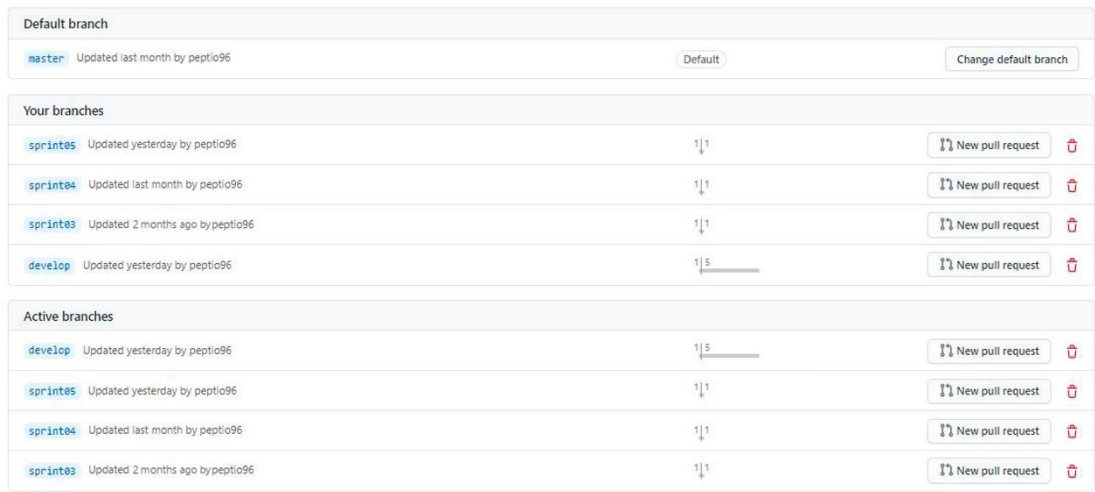 Default branch
master Updated last month by peptio96 Default Change default branch
Your branches
sprint05 Updated yesterday by peptio96 1 1 New pull request
sprint04 Updated last month by peptio96 1 1 New pull request
sprint03 Updated 2 months ago bypeptio96 1 1 New pull request
develop Updated yesterday by peptio96 1 5 New pull request
Active branches
develop Updated yesterday by peptio96 1 5 New pull request
sprint05 Updated yesterday by peptio96 1 1 New pull request
sprint04 Updated last month by peptio96 1 1 New pull request
sprint03 Updated 2 months ago bypeptio96 1 1 New pull request